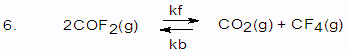 kf
6. 2COF₂(g) ⇌ CO₂(g) + CF₄(g)
kb